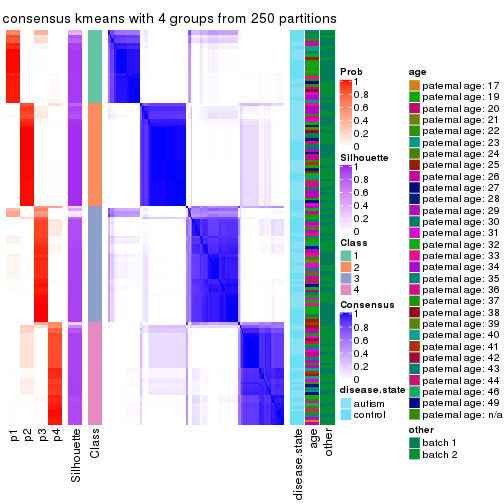 consensus kmeans with 4 groups from 250 partitions
Prob
1
0.8
0.6
0.4
0.2
0
Silhouette
1
0.8
0.6
0.4
0.2
0
Class
1
2
3
4
Consensus
1
0.8
0.6
0.4
0.2
0
disease.state
autism
control
age
paternal age: 17
paternal age: 19
paternal age: 20
paternal age: 21
paternal age: 22
paternal age: 23
paternal age: 24
paternal age: 25
paternal age: 26
paternal age: 27
paternal age: 28
paternal age: 29
paternal age: 30
paternal age: 31
paternal age: 32
paternal age: 33
paternal age: 34
paternal age: 35
paternal age: 36
paternal age: 37
paternal age: 38
paternal age: 39
paternal age: 40
paternal age: 41
paternal age: 42
paternal age: 43
paternal age: 44
paternal age: 46
paternal age: 49
paternal age: n/a
other
batch 1
batch 2
p1
p2
p3
p4
Silhouette
Class
disease.state
age
other